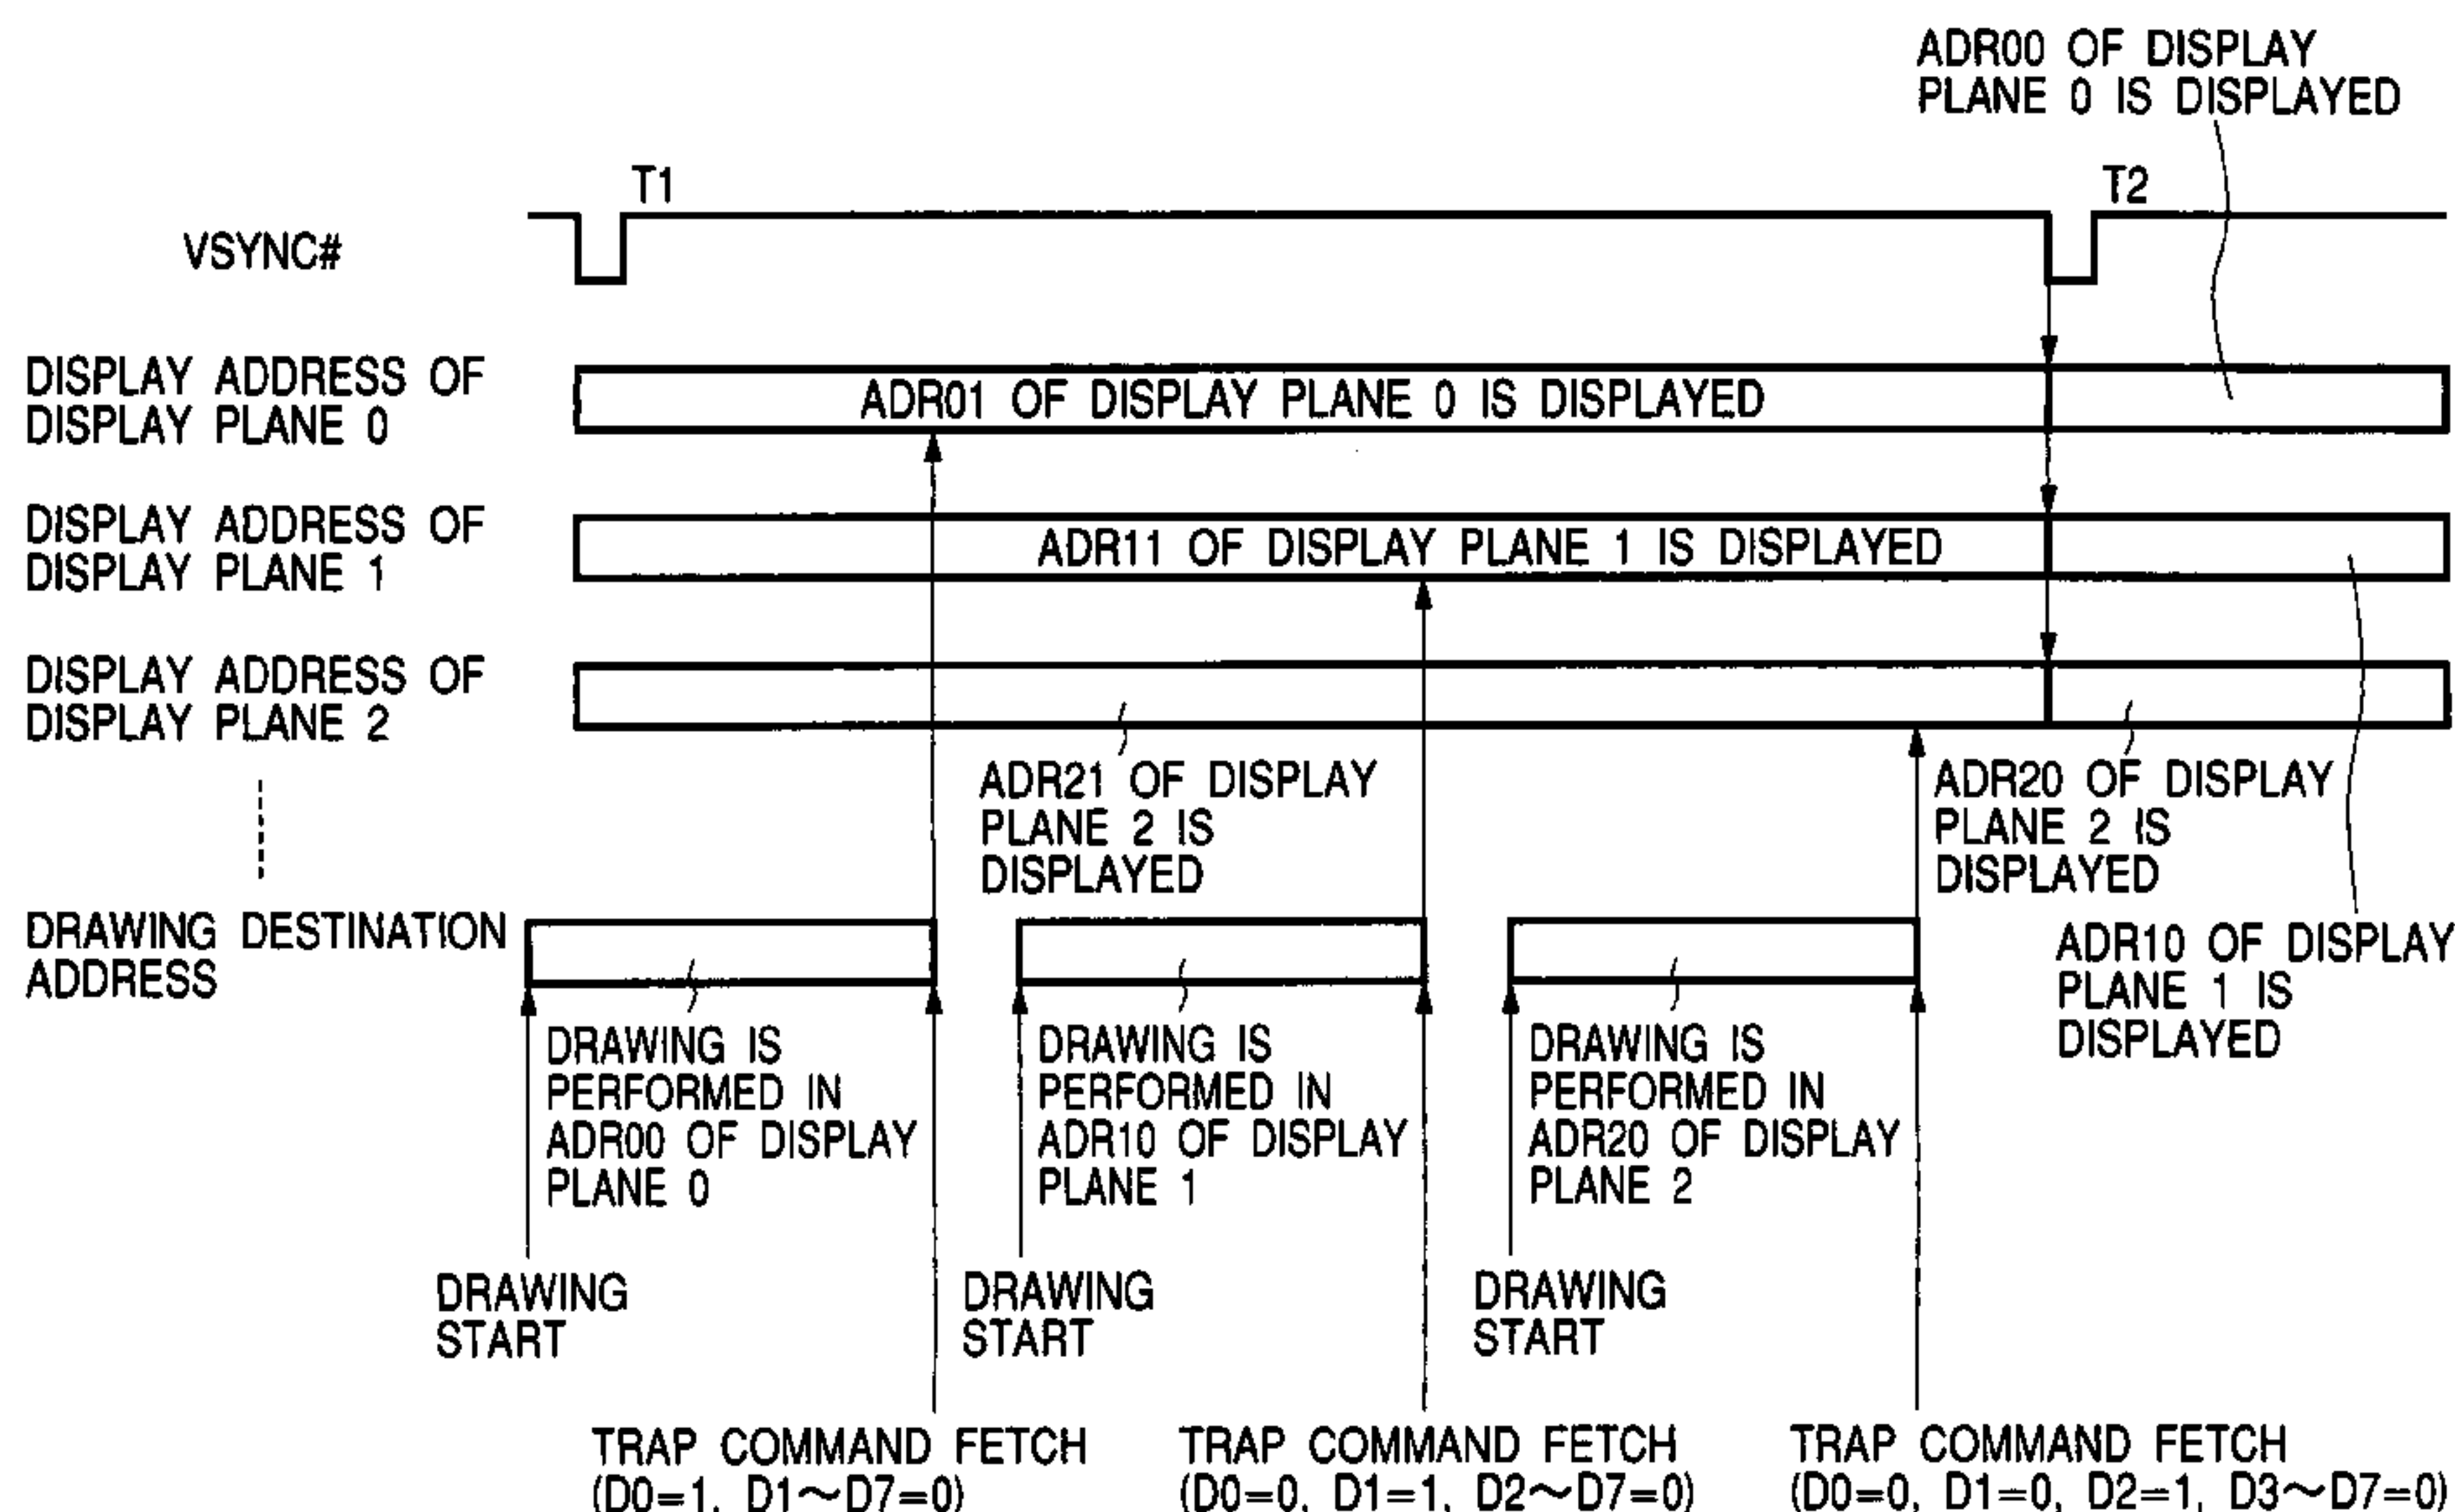 ADR00 OF DISPLAY
PLANE 0 IS DISPLAYED
T1
T2
VSYNC#
DISPLAY ADDRESS OF
DISPLAY PLANE 0
ADR01 OF DISPLAY PLANE 0 IS DISPLAYED
DISPLAY ADDRESS OF
DISPLAY PLANE 1
ADR11 OF DISPLAY PLANE 1 IS DISPLAYED
DISPLAY ADDRESS OF
DISPLAY PLANE 2
ADR21 OF DISPLAY
PLANE 2 IS
DISPLAYED
ADR20 OF DISPLAY
PLANE 2 IS
DISPLAYED
DRAWING DESTINATION
ADDRESS
ADR10 OF DISPLAY
PLANE 1 IS
DISPLAYED
DRAWING IS
PERFORMED IN
ADR00 OF DISPLAY
PLANE 0
DRAWING IS
PERFORMED IN
ADR10 OF DISPLAY
PLANE 1
DRAWING IS
PERFORMED IN
ADR20 OF DISPLAY
PLANE 2
DRAWING
START
DRAWING
START
DRAWING
START
TRAP COMMAND FETCH
(D0=1, D1~D7=0)
TRAP COMMAND FETCH
(D0=0, D1=1, D2~D7=0)
TRAP COMMAND FETCH
(D0=0, D1=0, D2=1, D3~D7=0)